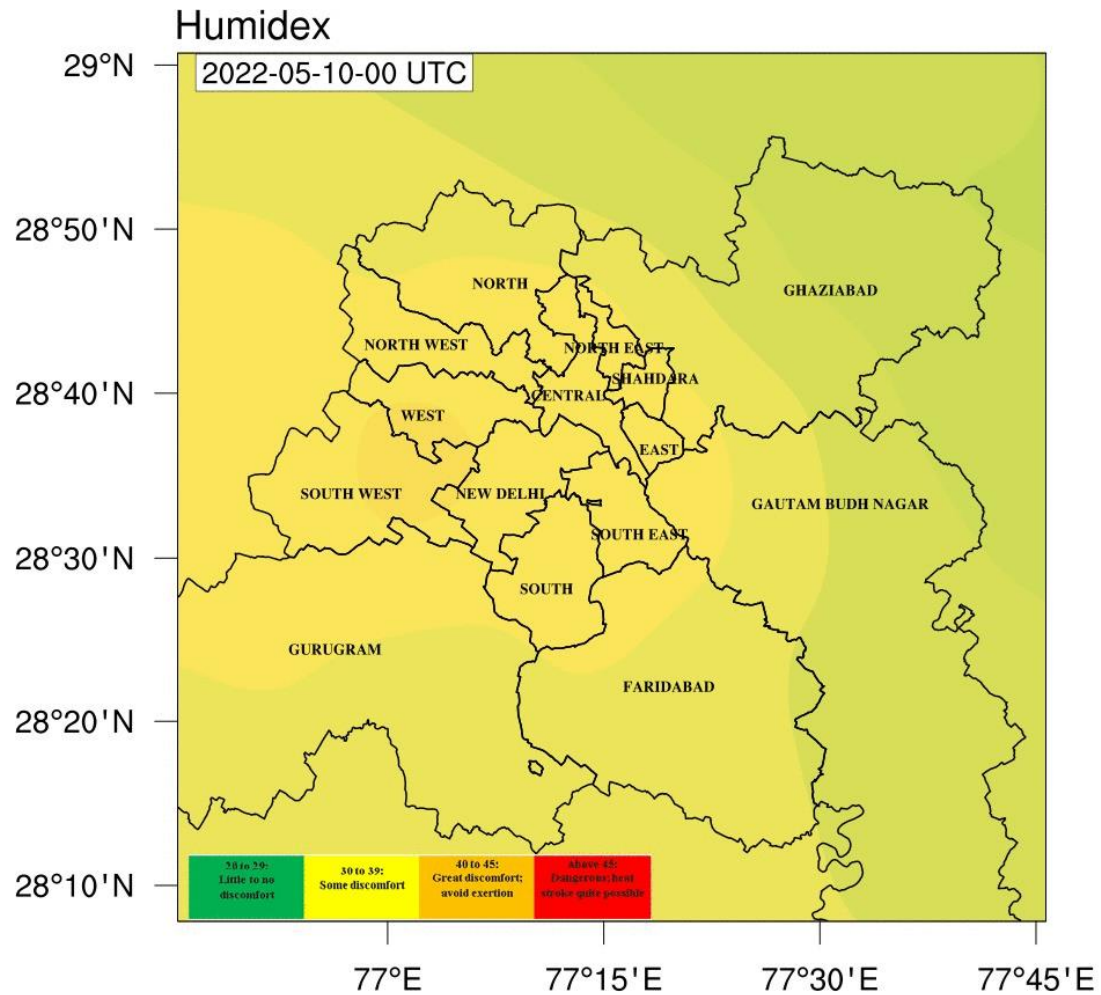 Humidex
2022-05-10-00 UTC
29°N
28°50'N
28°40'N
28°30'N
28°20'N
28°10'N
NORTH
GHAZIABAD
NORTH WEST
NORTH EAST
SHAHDARA
CENTRAL
WEST
EAST
SOUTH WEST
NEW DELHI
GAUTAM BUDH NAGAR
SOUTH EAST
SOUTH
GURUGRAM
FARIDABAD
20 to 29:
Little to no
discomfort
30 to 39:
Some discomfort
40 to 45:
Great discomfort;
avoid exertion
Above 45:
Dangerous; heat
stroke quite possible
77°E
77°15'E
77°30'E
77°45'E